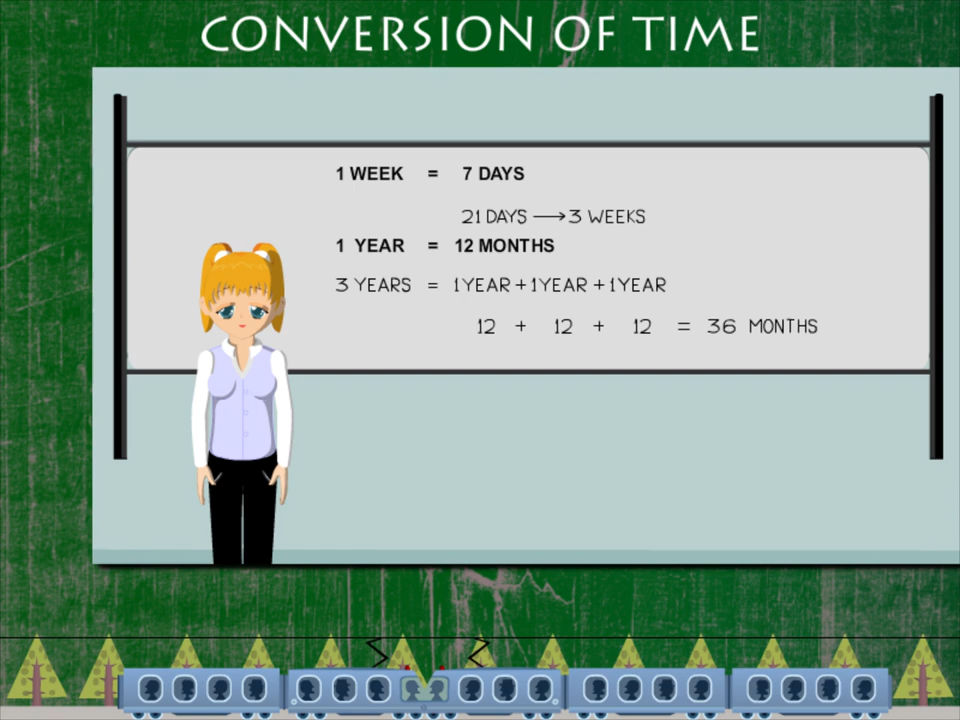 CONVERSION OF TIME
1 WEEK = 7 DAYS
21 DAYS → 3 WEEKS
1 YEAR = 12 MONTHS
3 YEARS = 1 YEAR + 1 YEAR + 1 YEAR
12 + 12 + 12 = 36 MONTHS